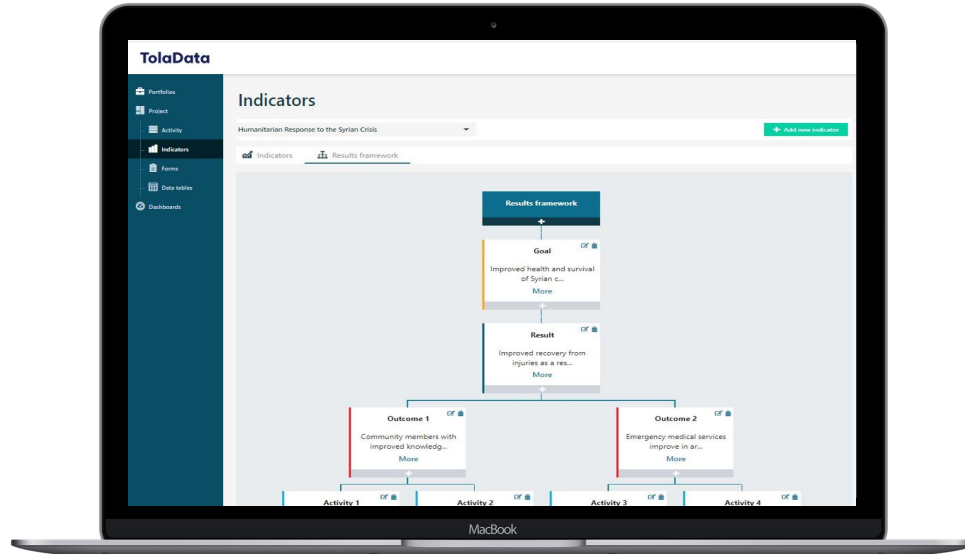 TolaData
Portfolios
Project
Activity
Indicators
Forms
Data tables
Dashboards
Indicators
Humanitarian Response to the Syrian Crisis
Add new indicator
Indicators
Results framework
Results framework
Goal
Improved health and survival
of Syrian c...
More
Result
Improved recovery from
injuries as a res...
More
Outcome 1
Community members with
improved knowledg...
More
Outcome 2
Emergency medical services
improve in ar...
More
Activity 1
Activity 2
Activity 3
Activity 4
MacBook